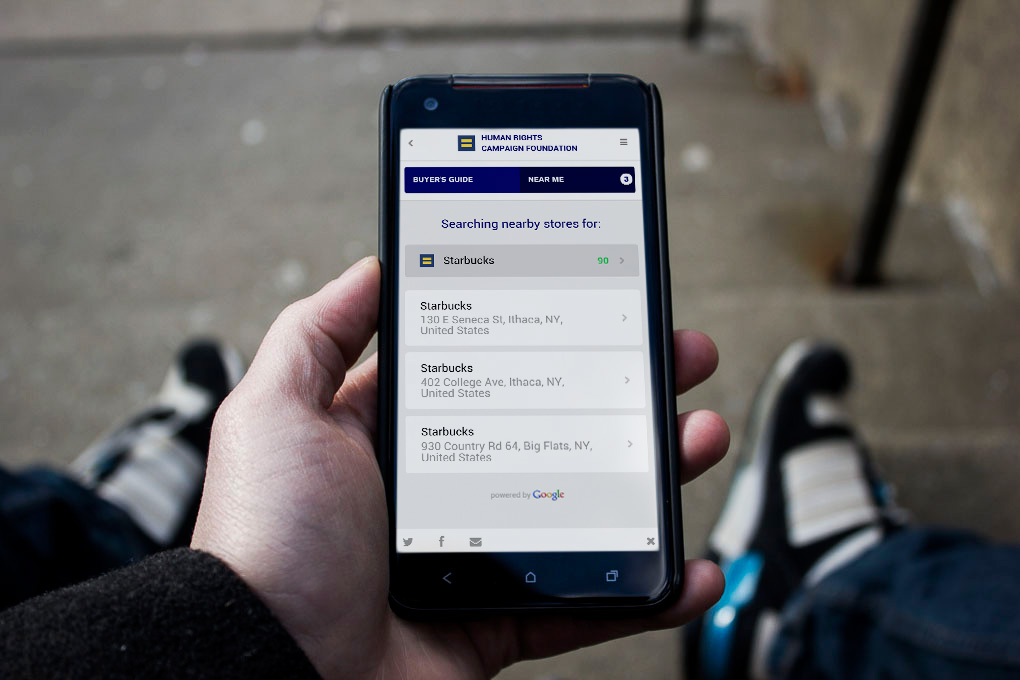 HUMAN RIGHTS
CAMPAIGN FOUNDATION
BUYER'S GUIDE NEAR ME 3
Searching nearby stores for:
Starbucks 90
Starbucks
130 E Seneca St, Ithaca, NY,
United States
Starbucks
402 College Ave, Ithaca, NY,
United States
Starbucks
930 Country Rd 64, Big Flats, NY,
United States
powered by Google